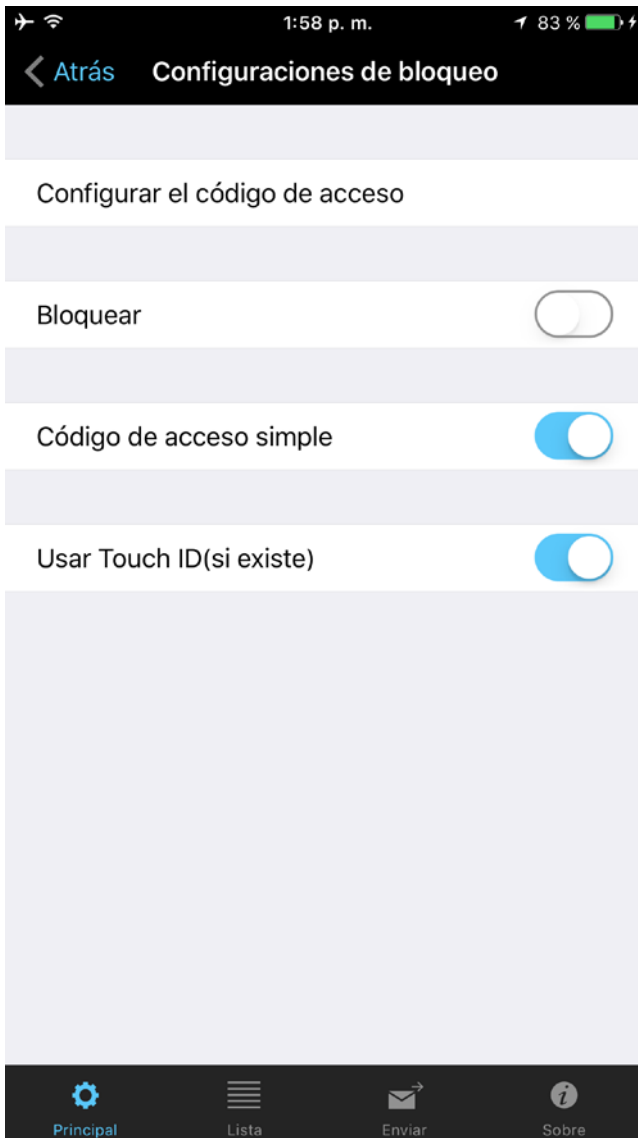 1:58 p. m.
83 %
Atrás
Configuraciones de bloqueo
Configurar el código de acceso
Bloquear
Código de acceso simple
Usar Touch ID(si existe)
Principal
Lista
Enviar
Sobre